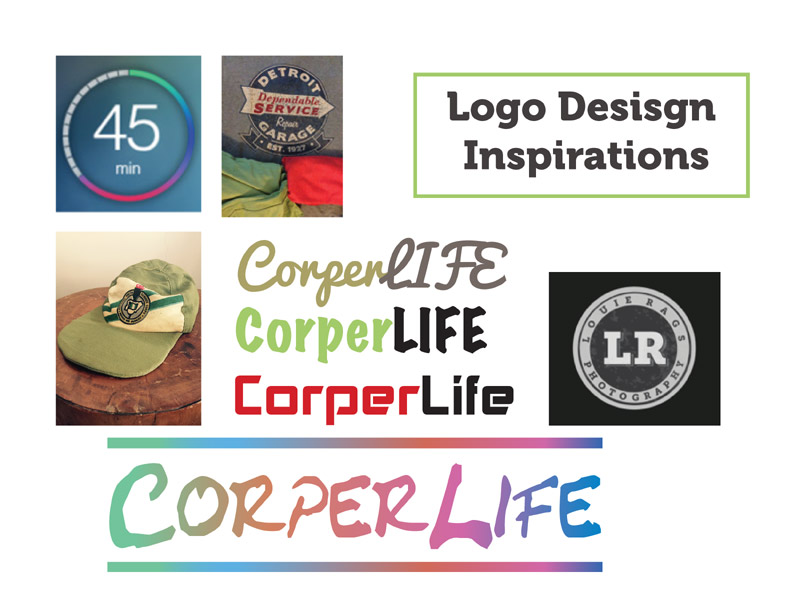 45
min
DETROIT
Dependable
SERVICE
Repair
GARAGE
EST. 1927
Logo Desisgn
Inspirations
CorperLIFE
CorperLIFE
CorperLife
LOUIE RAGS
LR
PHOTOGRAPHY
CORPERLIFE